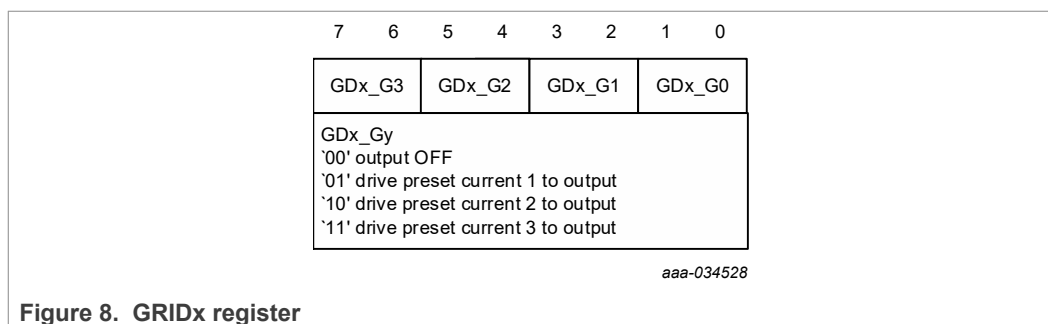 7 6 5 4 3 2 1 0
GDx_G3 GDx_G2 GDx_G1 GDx_G0
GDx_Gy
`00' output OFF
`01' drive preset current 1 to output
`10' drive preset current 2 to output
`11' drive preset current 3 to output
aaa-034528
Figure 8. GRIDx register